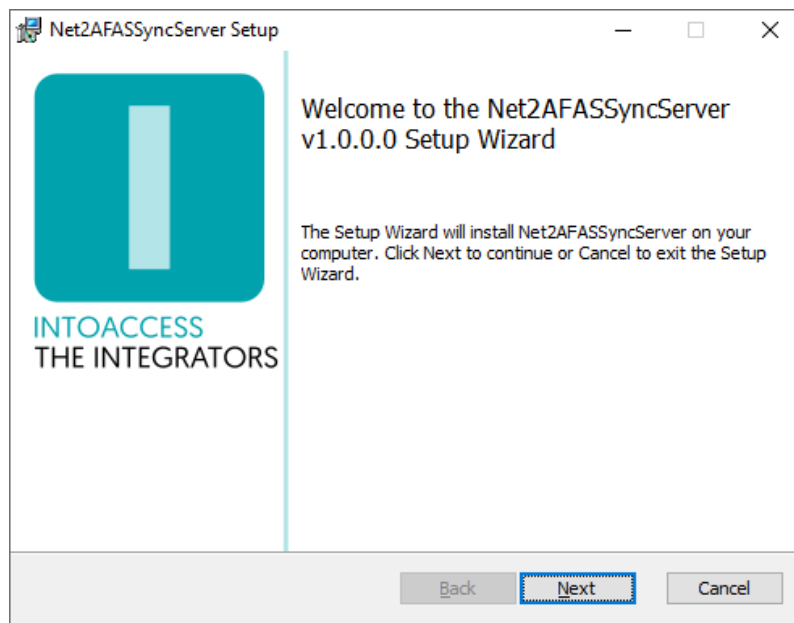 Net2AFASSyncServer Setup
Welcome to the Net2AFASSyncServer
v1.0.0.0 Setup Wizard
The Setup Wizard will install Net2AFASSyncServer on your
computer. Click Next to continue or Cancel to exit the Setup
Wizard.
INTOACCESS
THE INTEGRATORS
Back
Next
Cancel